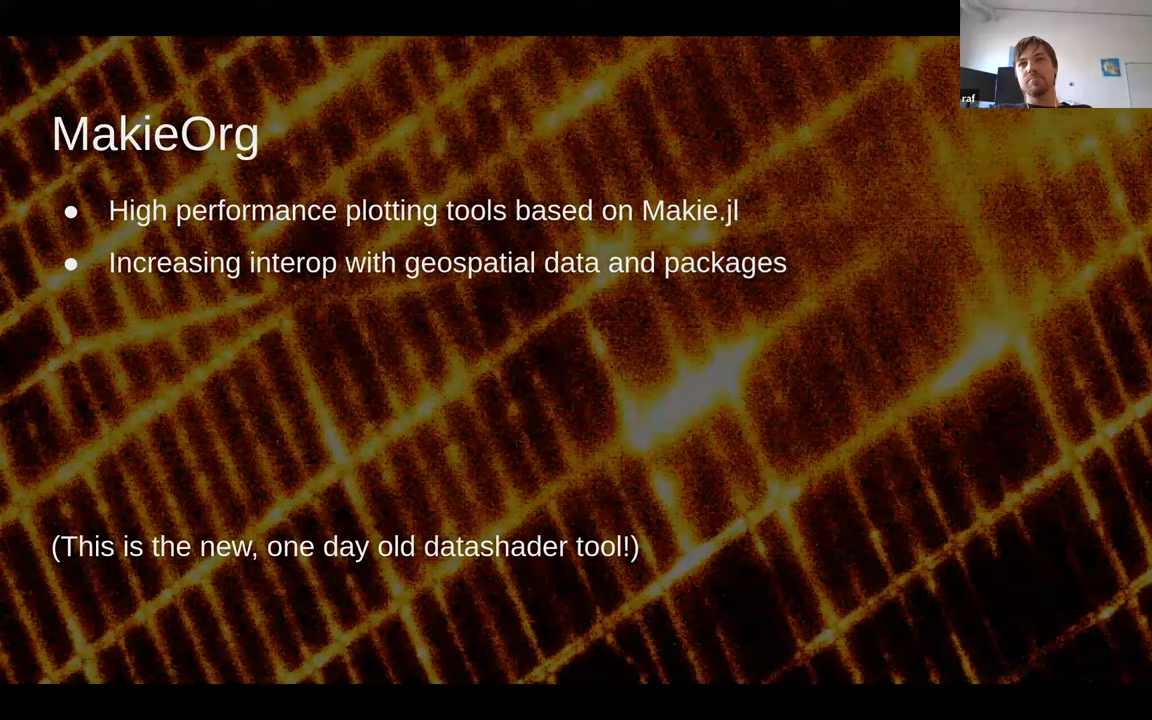 MakieOrg
● High performance plotting tools based on Makie.jl
● Increasing interop with geospatial data and packages
(This is the new, one day old datashader tool!)
raf